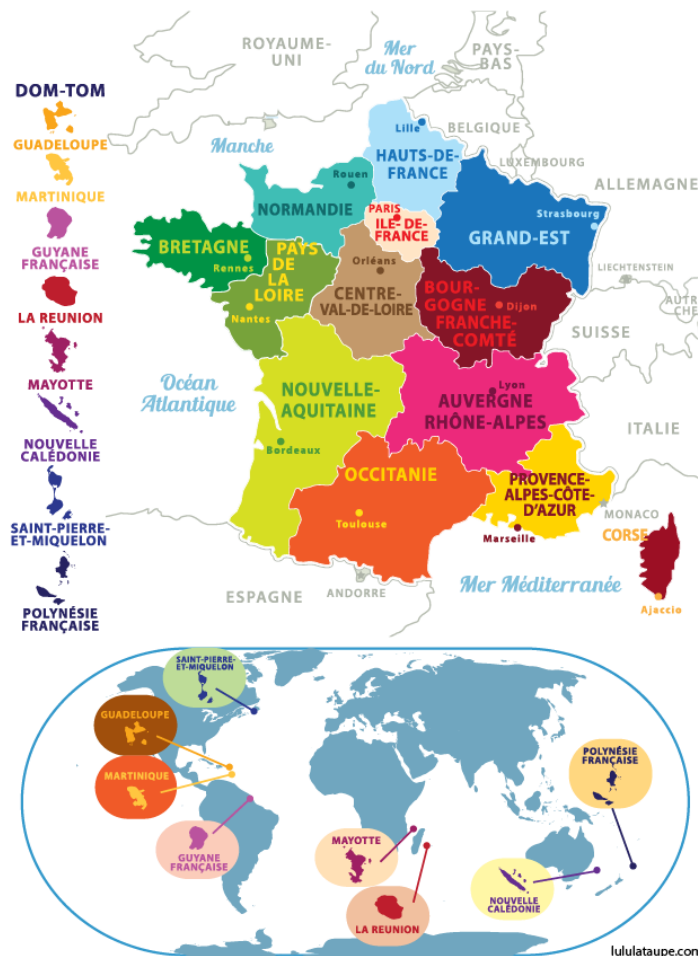 ROYAUME-
UNI
Mer
du Nord
PAYS-
BAS
DOM-TOM
GUADELOUPE
MARTINIQUE
GUYANE
FRANÇAISE
LA REUNION
MAYOTTE
NOUVELLE
CALÉDONIE
SAINT-PIERRE-
ET-MIQUELON
POLYNÉSIE
FRANÇAISE
Manche
Lille
BELGIQUE
HAUTS-DE-
FRANCE
LUXEMBOURG
ALLEMAGNE
Rouen
NORMANDIE
PARIS
ILE-DE-
FRANCE
Strasbourg
GRAND-EST
BRETAGNE
Rennes
PAYS
DE
LA
LOIRE
Nantes
Orléans
CENTRE-
VAL-DE-LOIRE
BOUR-
GOGNE
FRANCHE-
COMTÉ
Dijon
LIECHTENSTEIN
AUTRI
CHE
SUISSE
Océan
Atlantique
NOUVELLE-
AQUITAINE
Bordeaux
Lyon
AUVERGNE
RHÔNE-ALPES
ITALIE
OCCITANIE
Toulouse
PROVENCE-
ALPES-CÔTE-
D'AZUR
Marseille
MONACO
CORSE
Ajaccio
ESPAGNE
ANDORRE
Mer Méditerranée
SAINT-PIERRE-
ET-MIQUELON
GUADELOUPE
MARTINIQUE
GUYANE
FRANÇAISE
MAYOTTE
LA REUNION
POLYNÉSIE
FRANÇAISE
NOUVELLE
CALÉDONIE
lululataupe.com